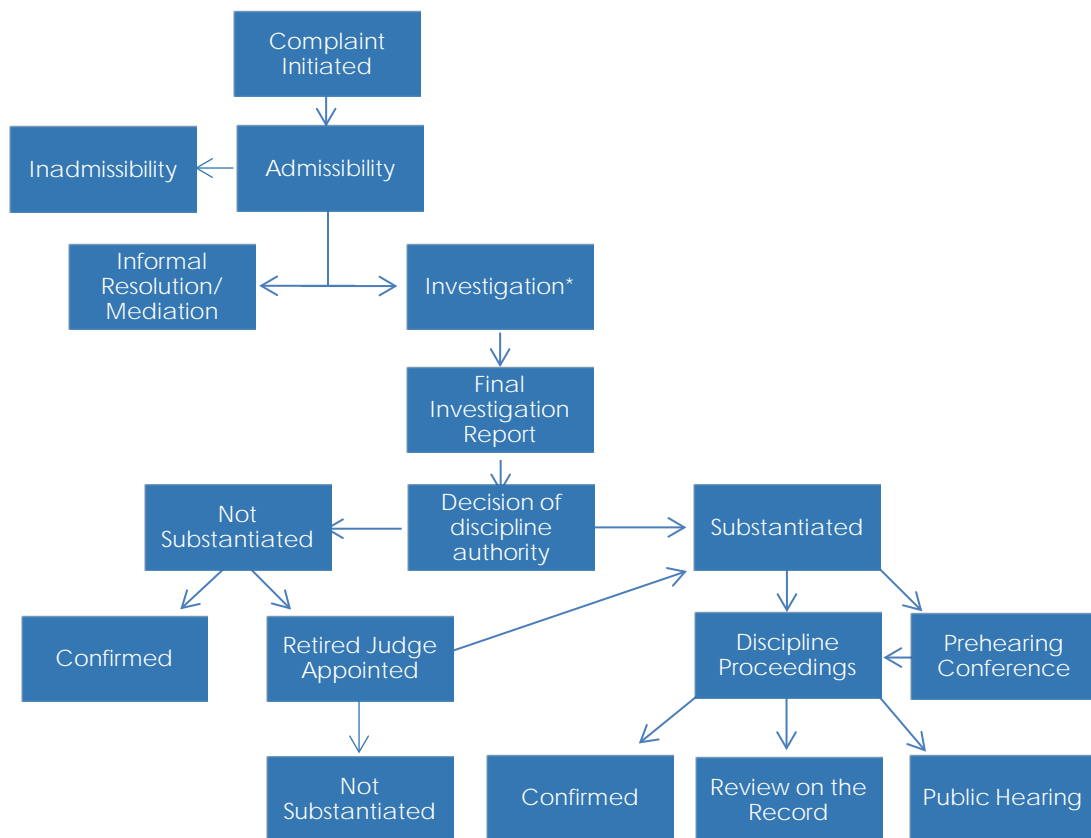 Complaint
Initiated
Inadmissibility
Admissibility
Informal
Resolution/
Mediation
Investigation*
Final
Investigation
Report
Not
Substantiated
Decision of
discipline
authority
Substantiated
Confirmed
Retired Judge
Appointed
Discipline
Proceedings
Prehearing
Conference
Not
Substantiated
Confirmed
Review on the
Record
Public Hearing